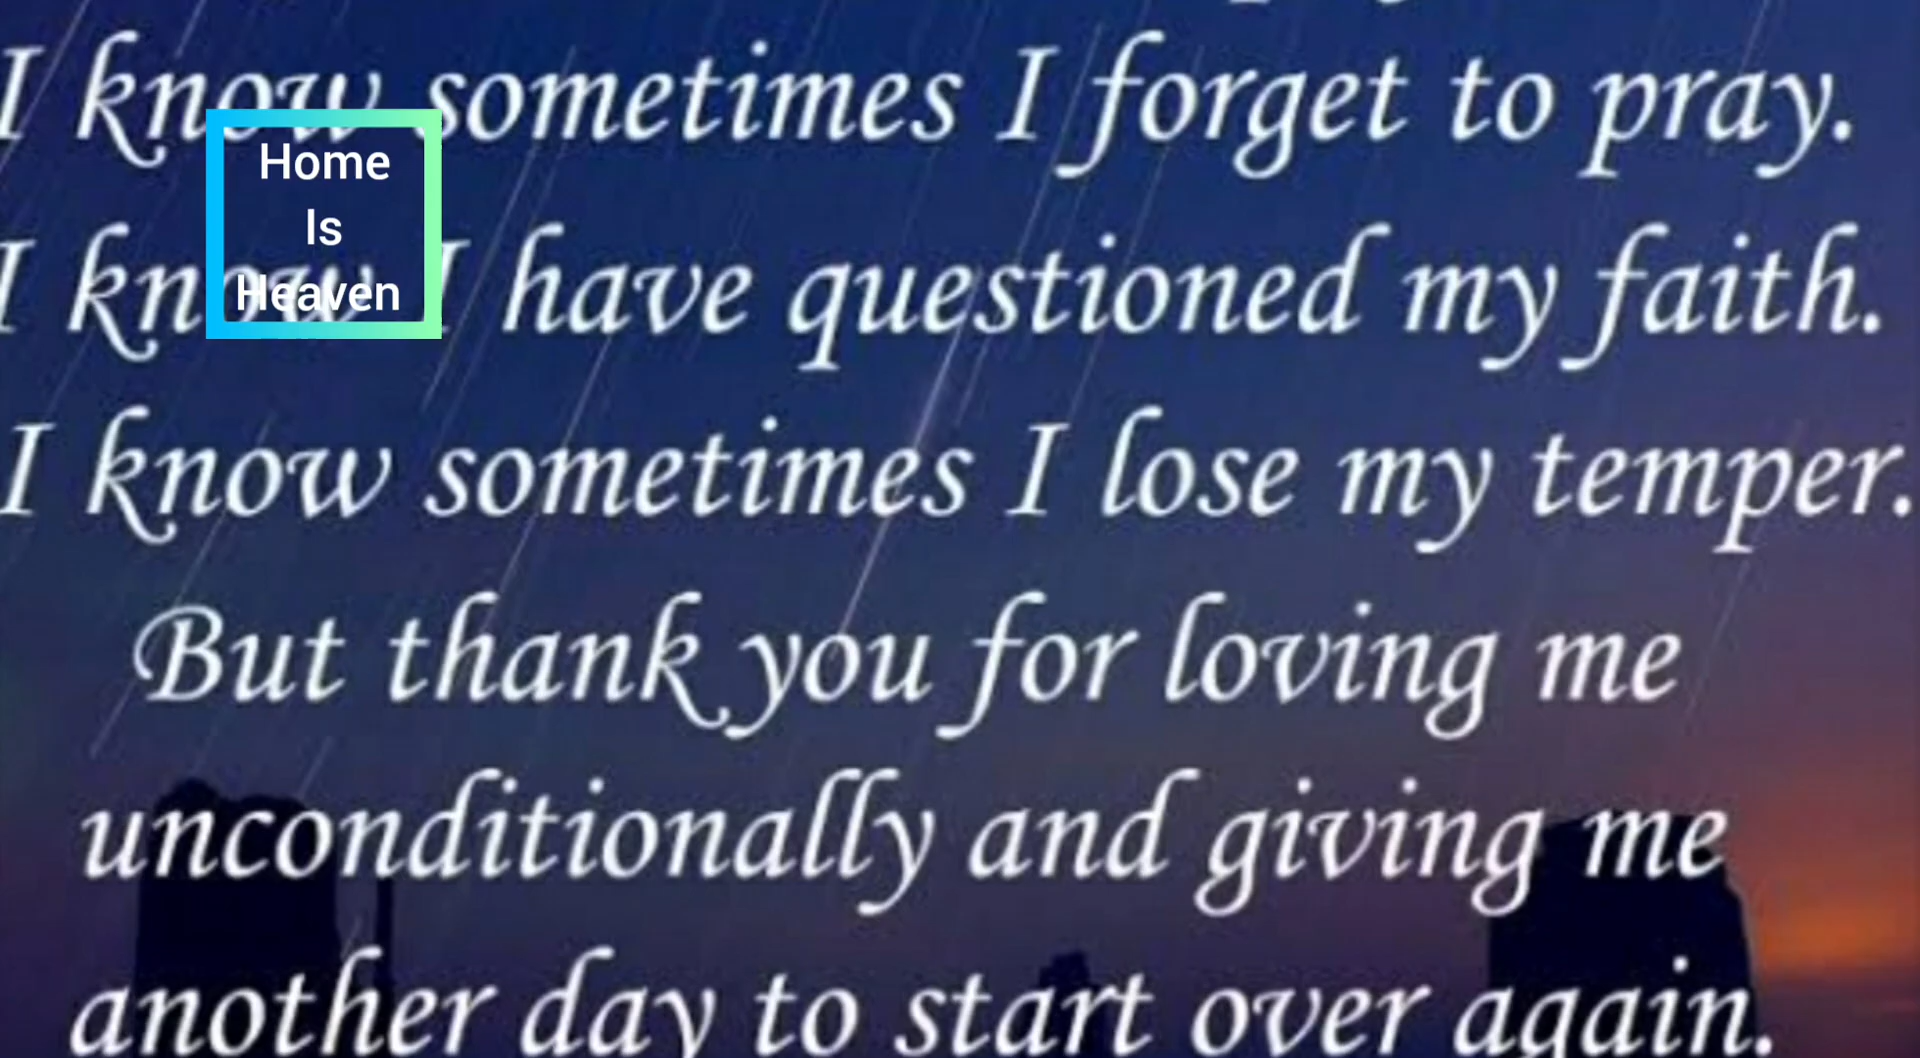 I know sometimes I forget to pray.
Home
Is
Heaven
I know I have questioned my faith.
I know sometimes I lose my temper.
But thank you for loving me
unconditionally and giving me
another day to start over again.